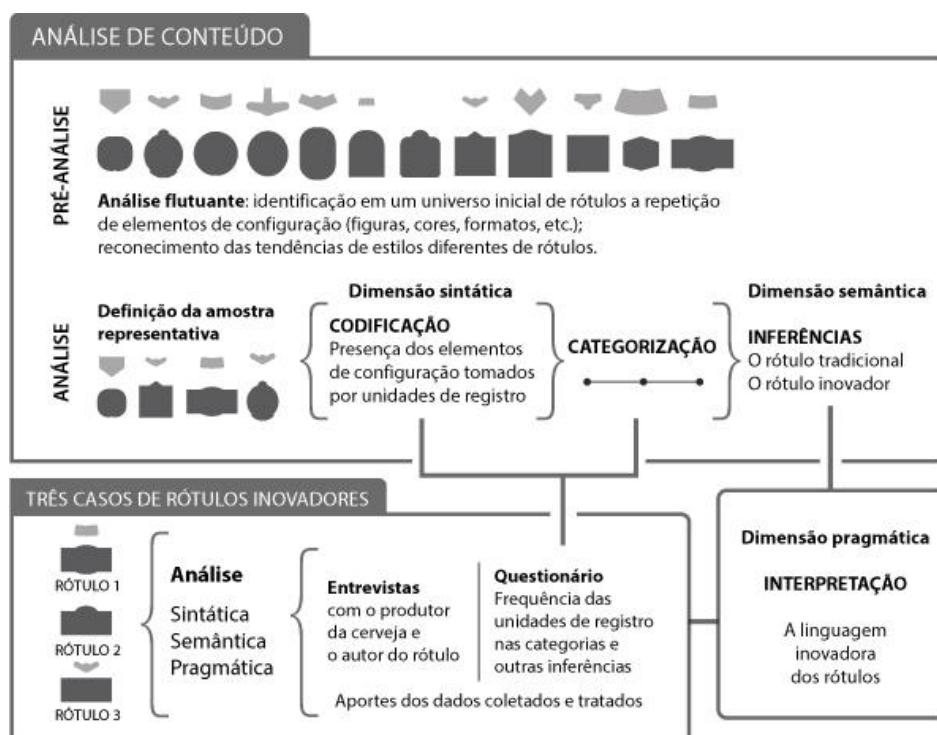 ANÁLISE DE CONTEÚDO
PRÉ-ANÁLISE
Análise flutuante: identificação em um universo inicial de rótulos a repetição
de elementos de configuração (figuras, cores, formatos, etc.);
reconecimento das tendências de estilos diferentes de rótulos.
ANÁLISE
Definição da amostra
representativa
Dimensão sintática
CODIFICAÇÃO
Presença dos elementos
de configuração tomados
por unidades de registro
CATEGORIZAÇÃO
Dimensão semântica
INFERÊNCIAS
O rótulo tradicional
O rótulo inovador
TRÊS CASOS DE RÓTULOS INOVADORES
RÓTULO 1
RÓTULO 2
RÓTULO 3
Análise
Sintática
Semântica
Pragmática
Entrevistas
com o produtor
da cerveja e
o autor do rótulo
Questionário
Frequência das
unidades de registro
nas categorias e
outras inferências
Aportes dos dados coletados e tratados
Dimensão pragmática
INTERPRETAÇÃO
A linguagem
inovadora
dos rótulos